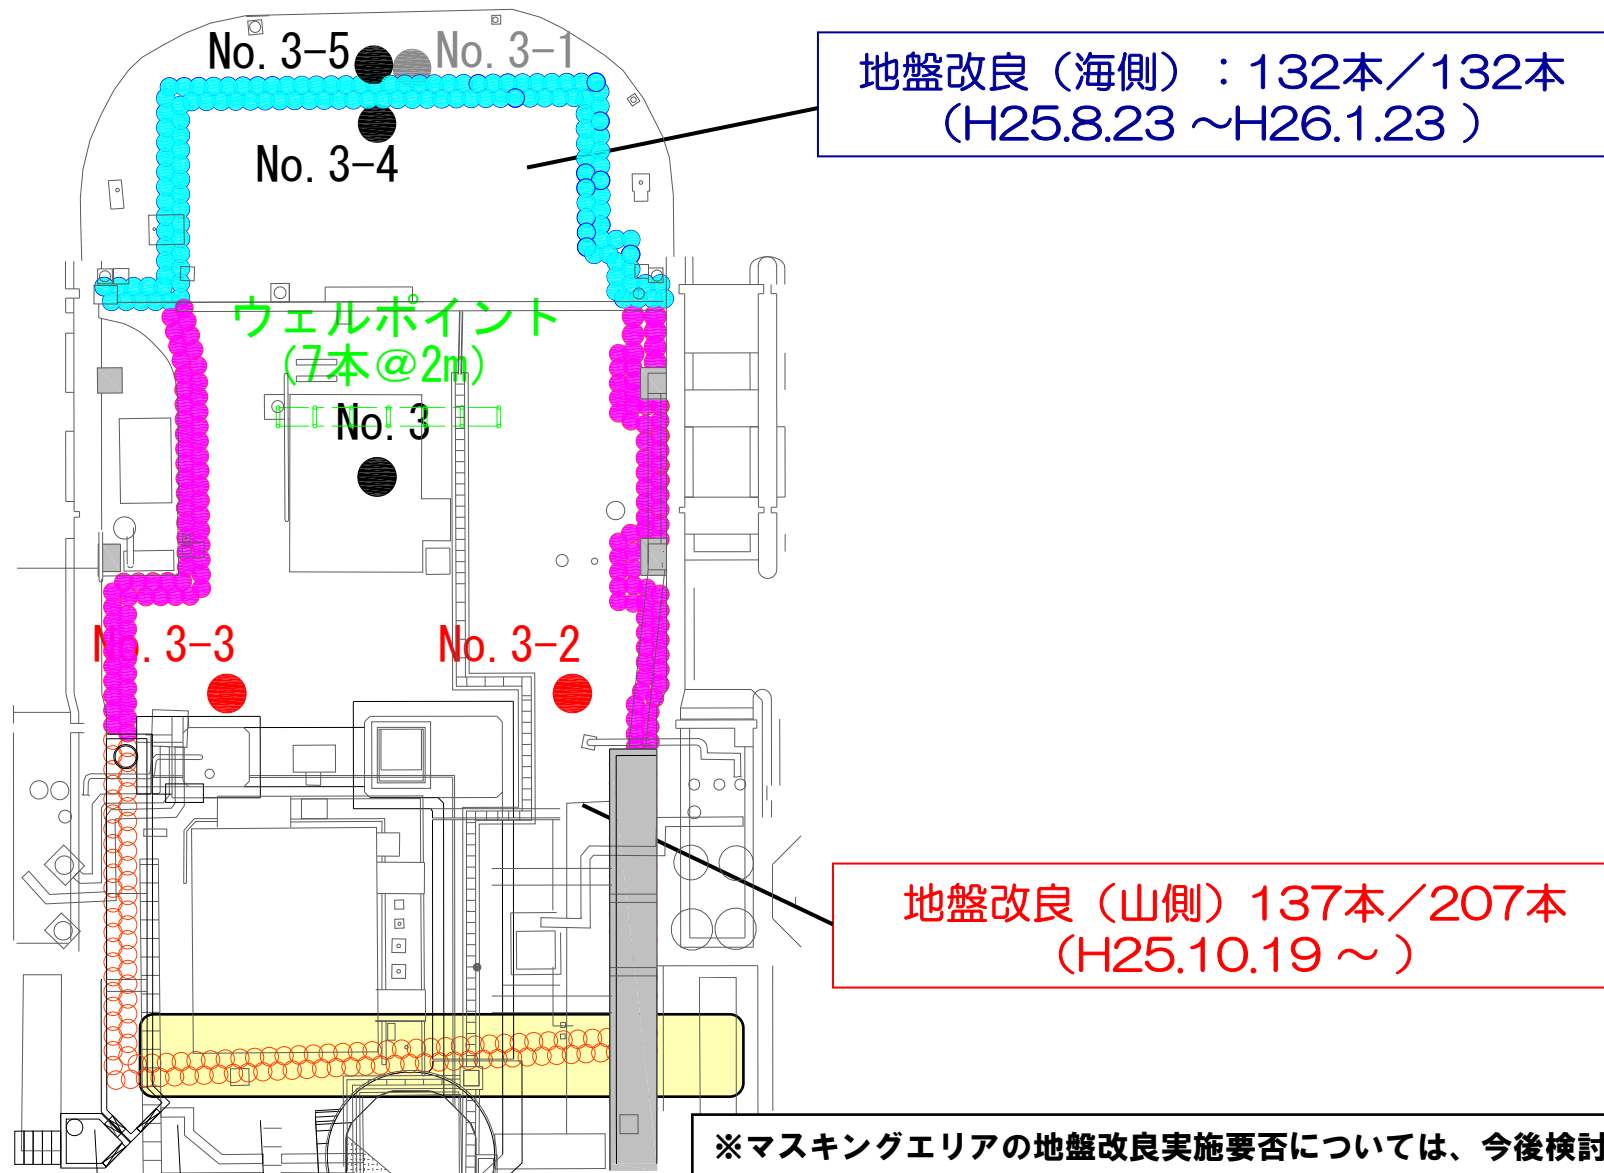 No. 3-5
No. 3-1
地盤改良（海側）：132本／132本
（H25.8.23 ～H26.1.23 ）
No. 3-4
ウェルポイント
(7本@2m)
No. 3
No. 3-3
No. 3-2
地盤改良（山側）137本／207本
（H25.10.19 ～ ）
※マスキングエリアの地盤改良実施要否については、今後検討